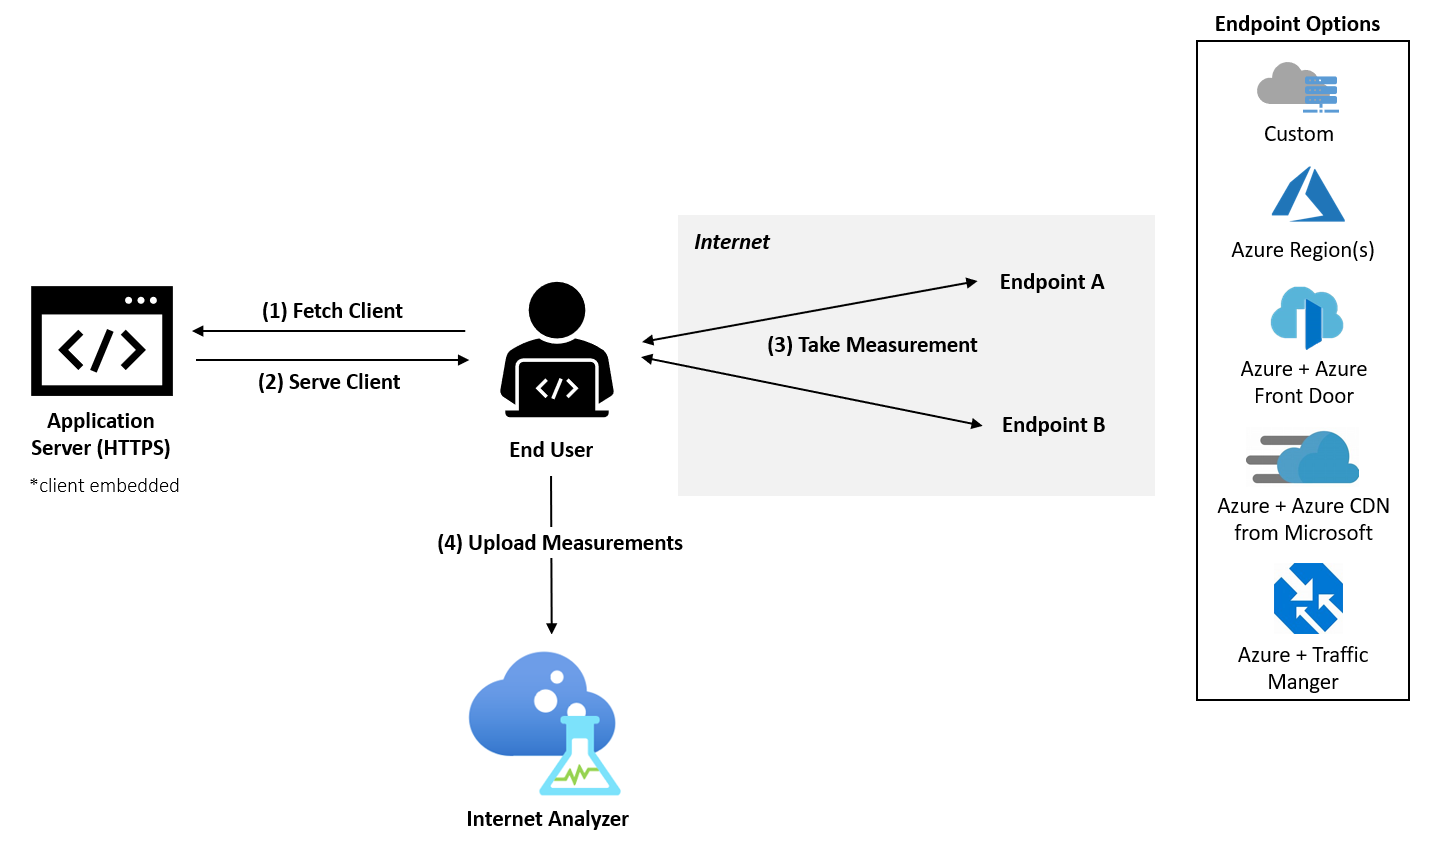 Endpoint Options
Custom
Azure Region(s)
Azure + Azure
Front Door
Azure + Azure CDN
from Microsoft
Azure + Traffic
Manger
Internet
Endpoint A
(3) Take Measurement
Endpoint B
(1) Fetch Client
(2) Serve Client
</>
Application
Server (HTTPS)
*client embedded
</>
End User
(4) Upload Measurements
Internet Analyzer